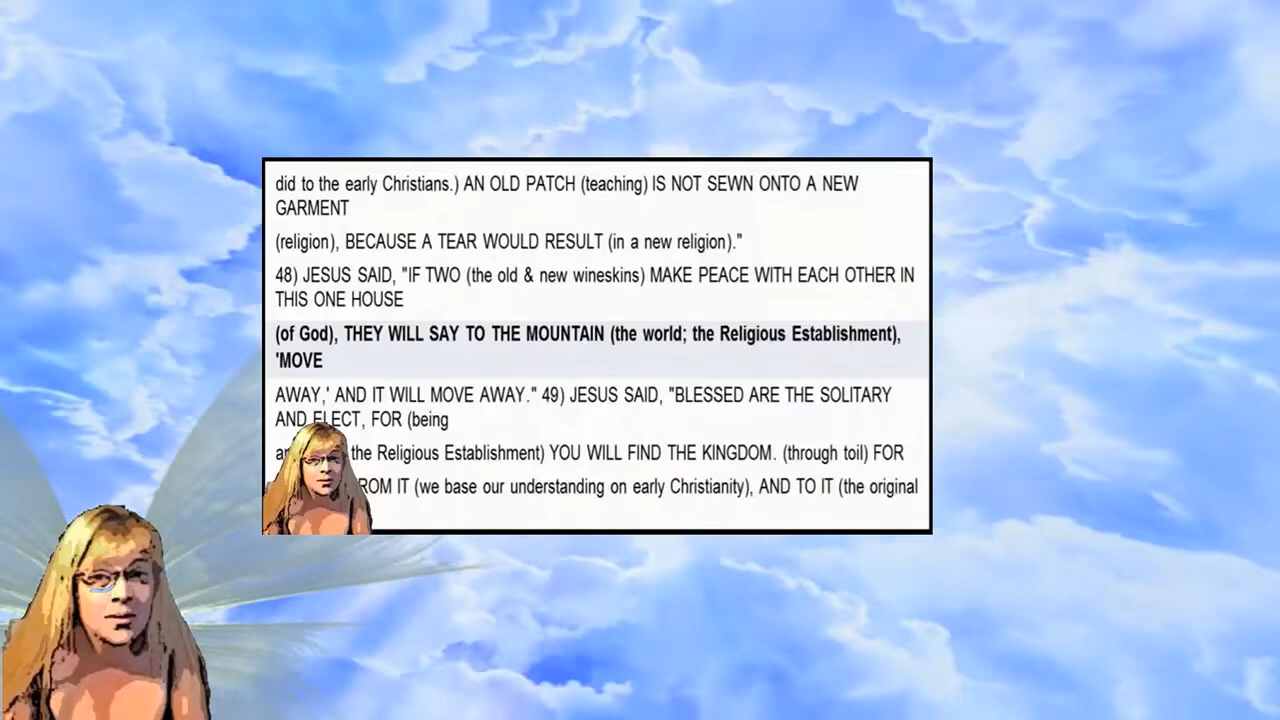 did to the early Christians.) AN OLD PATCH (teaching) IS NOT SEWN ONTO A NEW
GARMENT
(religion), BECAUSE A TEAR WOULD RESULT (in a new religion)."
48) JESUS SAID, "IF TWO (the old & new wineskins) MAKE PEACE WITH EACH OTHER IN
THIS ONE HOUSE
(of God), THEY WILL SAY TO THE MOUNTAIN (the world; the Religious Establishment),
'MOVE
AWAY,' AND IT WILL MOVE AWAY." 49) JESUS SAID, "BLESSED ARE THE SOLITARY
AND ELECT, FOR (being
the Religious Establishment) YOU WILL FIND THE KINGDOM. (through toil) FOR
IT (we base our understanding on early Christianity), AND TO IT (the original